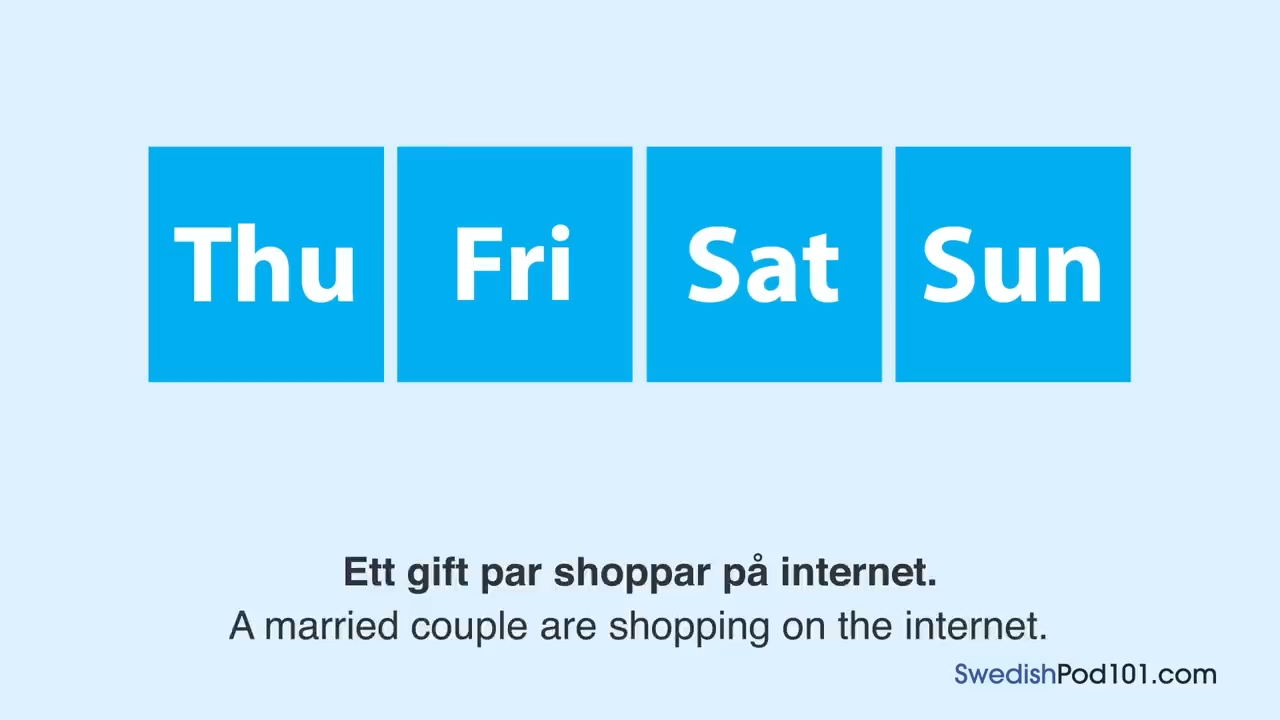 Thu Fri Sat Sun
Ett gift par shoppar på internet.
A married couple are shopping on the internet.
SwedishPod101.com